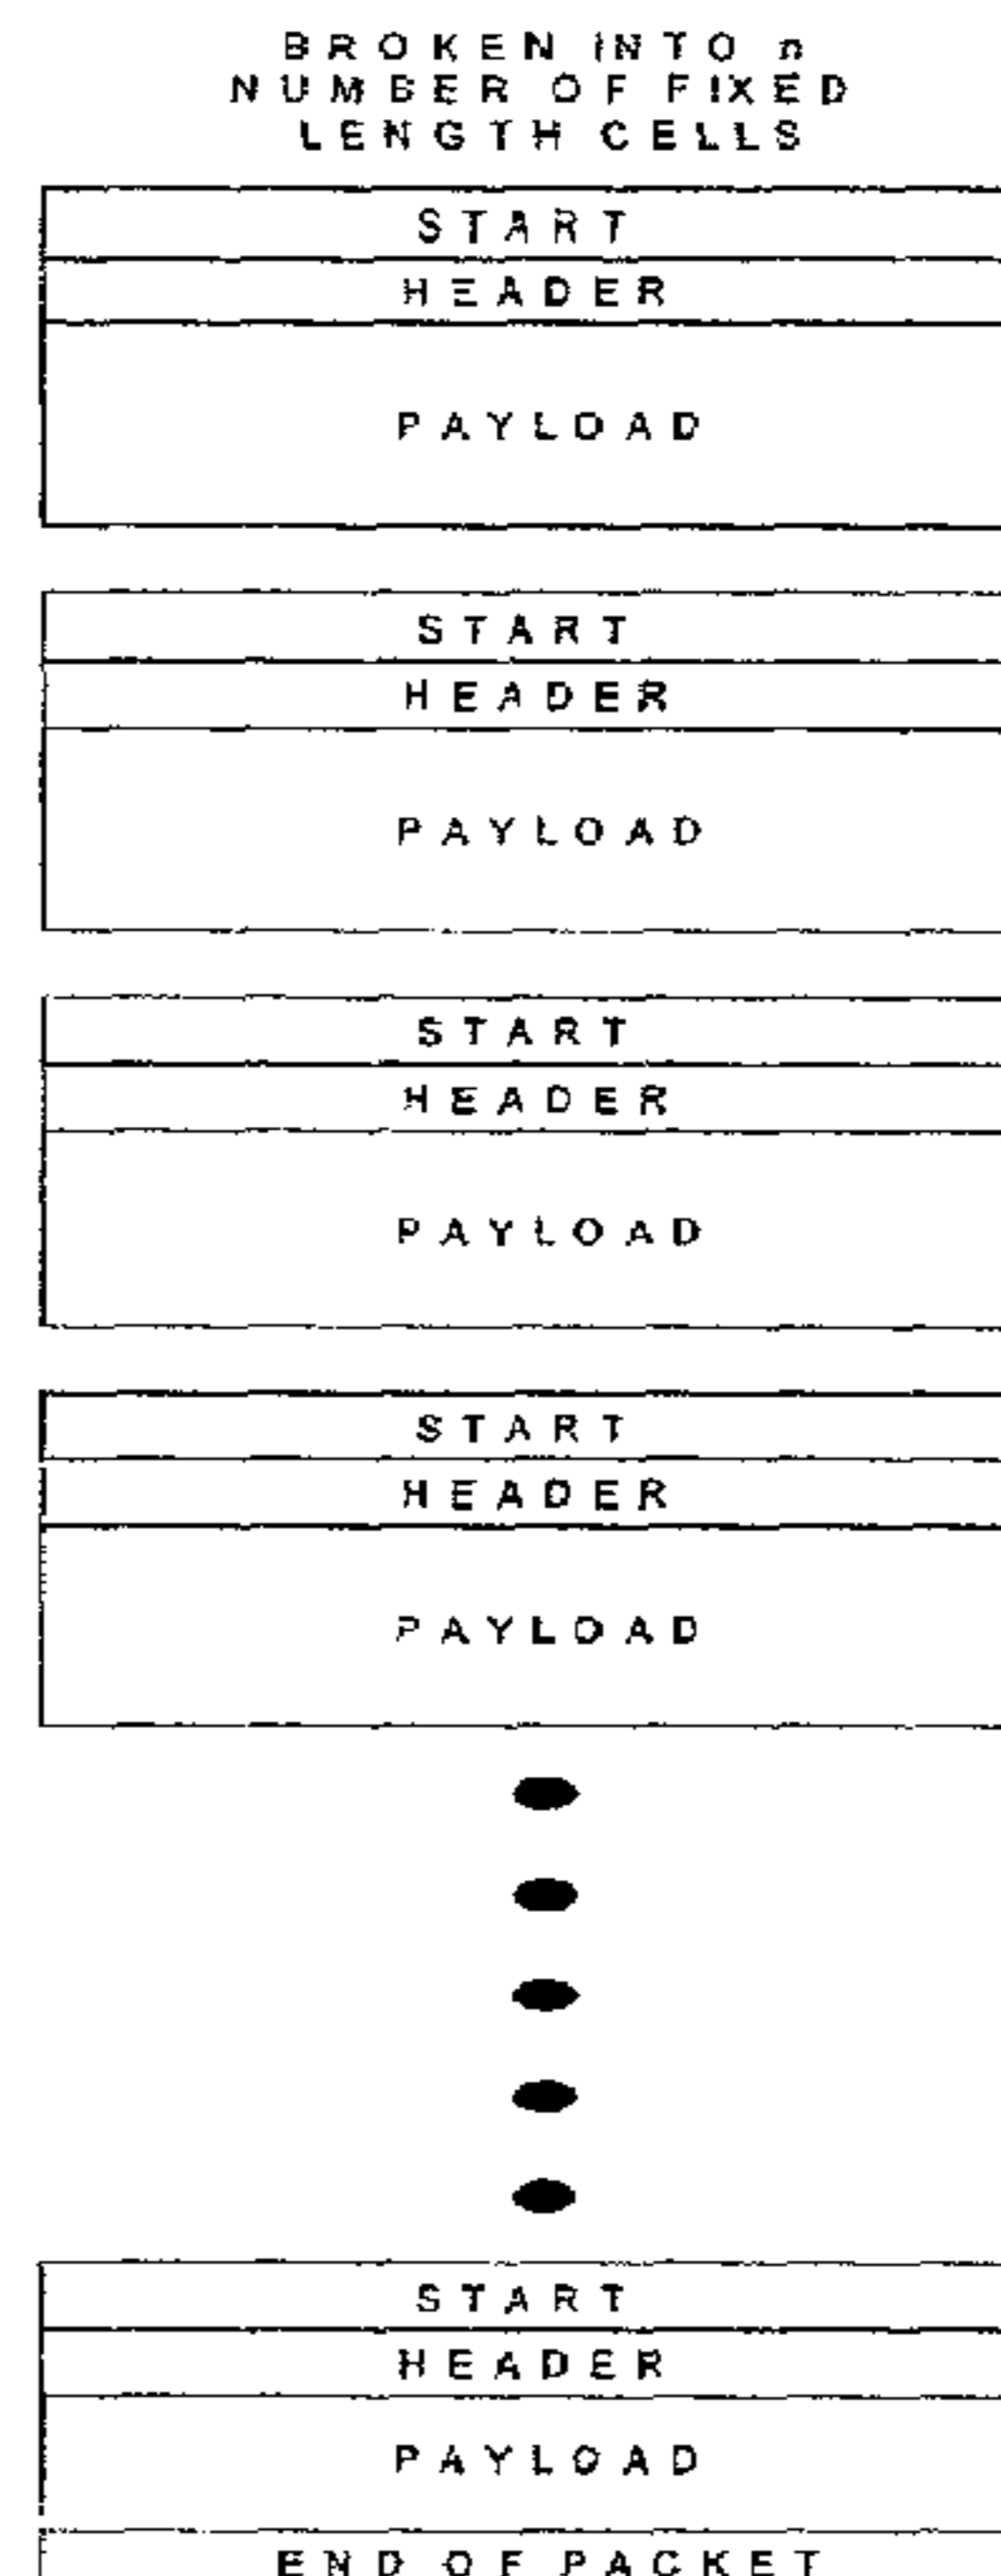 BROKEN INTO n
NUMBER OF FIXED
LENGTH CELLS
START
HEADER
PAYLOAD
START
HEADER
PAYLOAD
START
HEADER
PAYLOAD
START
HEADER
PAYLOAD
START
HEADER
PAYLOAD
END OF PACKET